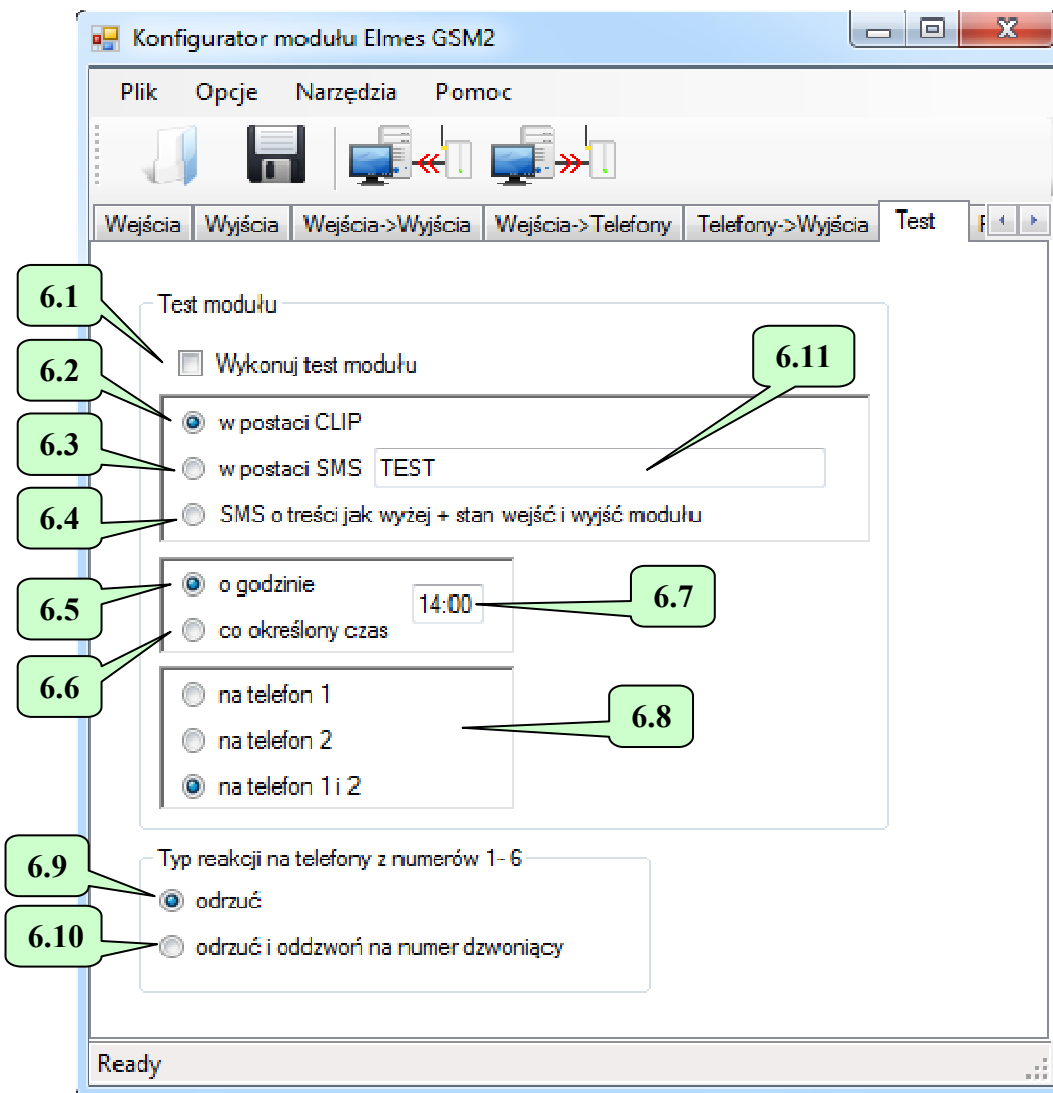 Konfigurator modułu Elmes GSM2
Plik Opcje Narzędzia Pomoc
Wejścia Wyjścia Wejścia->Wyjścia Wejścia->Telefony Telefony->Wyjścia Test
6.1
Test modułu
Wykonuj test modułu
6.11
6.2
w postaci CLIP
6.3
w postaci SMS TEST
6.4
SMS o treści jak wyżej + stan wejść i wyjść modułu
6.5
o godzinie
14:00
6.7
co określony czas
6.6
na telefon 1
6.8
na telefon 2
na telefon 1 i 2
6.9
Typ reakcji na telefony z numerów 1- 6
odrzuć
6.10
odrzuć i oddzwoń na numer dzwoniący
Ready